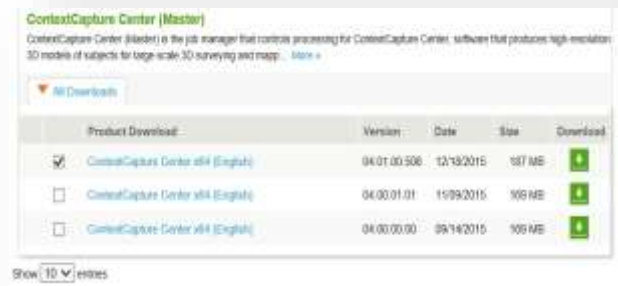 ContextCapture Center (Master)
ContextCapture Center (Master) is the job manager that controls processing for ContextCapture Center, software that produces high-resolution
3D models of subjects for large-scale 3D surveying and mapp... More »
All Downloads
Product Download Version Date Size Download
ContextCapture Center x64 (English) 04.01.00.508 12/18/2015 187 MB
ContextCapture Center x64 (English) 04.00.01.01 11/09/2015 169 MB
ContextCapture Center x64 (English) 04.00.00.00 09/14/2015 169 MB
Show 10 entries